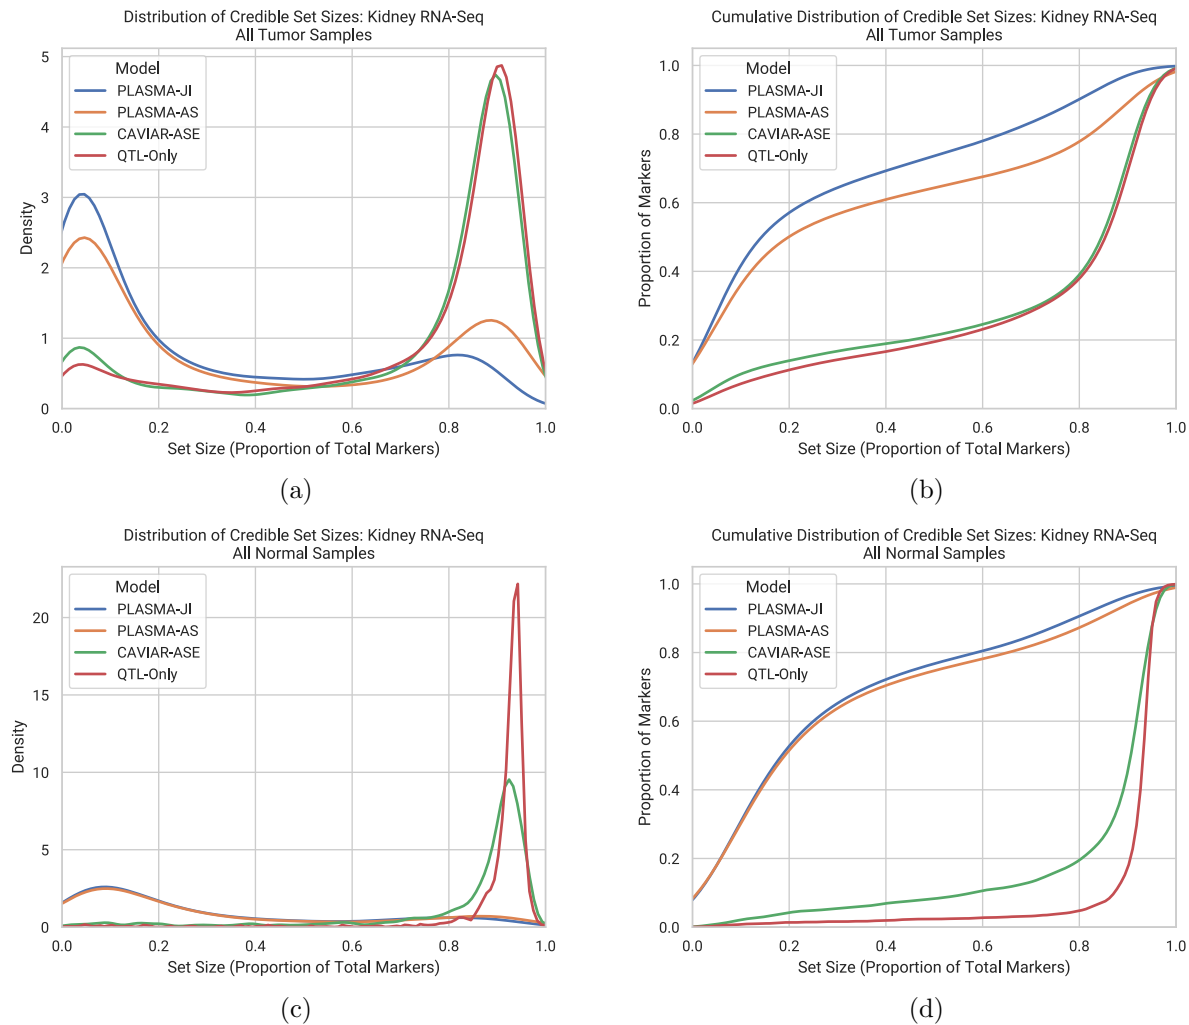 Distribution of Credible Set Sizes: Kidney RNA-Seq
All Tumor Samples
Model
PLASMA-JI
PLASMA-AS
CAVIAR-ASE
QTL-Only
Density
5
4
3
2
1
0
0.0 0.2 0.4 0.6 0.8 1.0
Set Size (Proportion of Total Markers)
(a)
Cumulative Distribution of Credible Set Sizes: Kidney RNA-Seq
All Tumor Samples
Model
PLASMA-JI
PLASMA-AS
CAVIAR-ASE
QTL-Only
Proportion of Markers
1.0
0.8
0.6
0.4
0.2
0.0
0.0 0.2 0.4 0.6 0.8 1.0
Set Size (Proportion of Total Markers)
(b)
Distribution of Credible Set Sizes: Kidney RNA-Seq
All Normal Samples
Model
PLASMA-JI
PLASMA-AS
CAVIAR-ASE
QTL-Only
Density
20
15
10
5
0
0.0 0.2 0.4 0.6 0.8 1.0
Set Size (Proportion of Total Markers)
(c)
Cumulative Distribution of Credible Set Sizes: Kidney RNA-Seq
All Normal Samples
Model
PLASMA-JI
PLASMA-AS
CAVIAR-ASE
QTL-Only
Proportion of Markers
1.0
0.8
0.6
0.4
0.2
0.0
0.0 0.2 0.4 0.6 0.8 1.0
Set Size (Proportion of Total Markers)
(d)